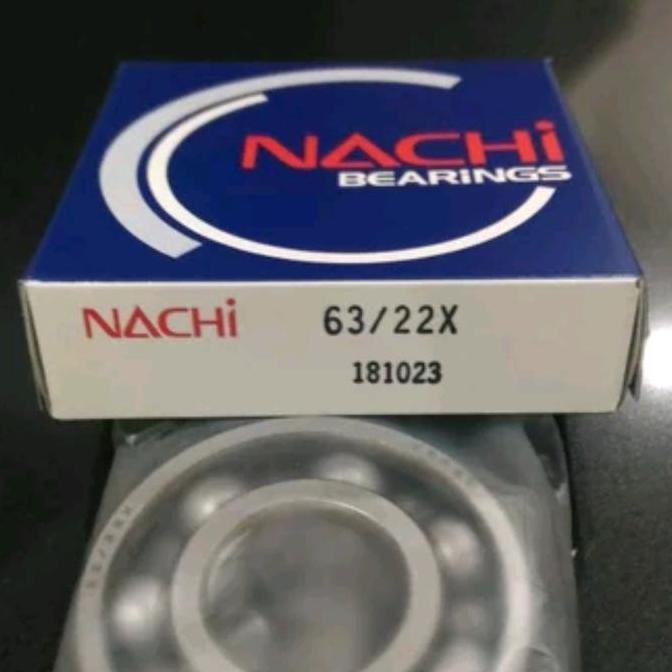 NACHi
BEARiNGS
NACHi 63/22X
181023